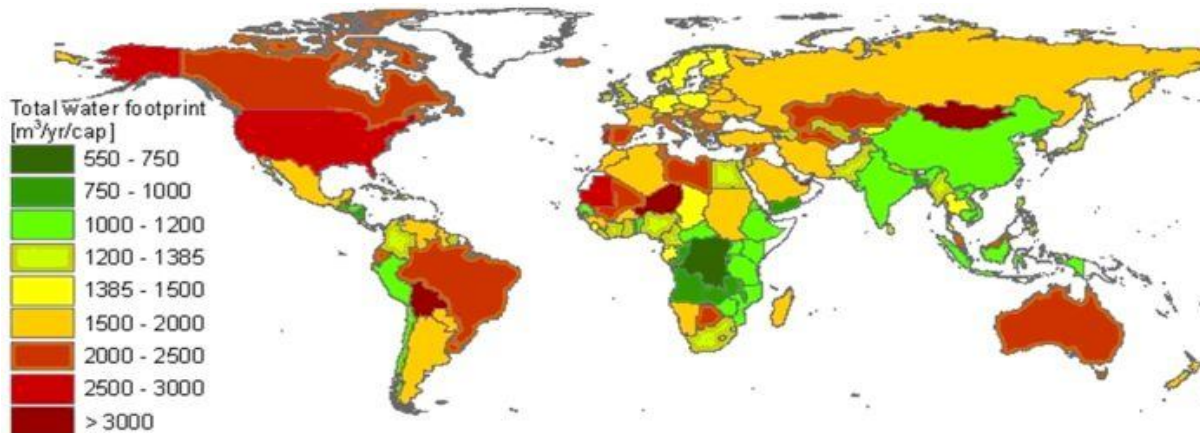 Total water footprint
[m³/yr/cap]
550 - 750
750 - 1000
1000 - 1200
1200 - 1385
1385 - 1500
1500 - 2000
2000 - 2500
2500 - 3000
> 3000